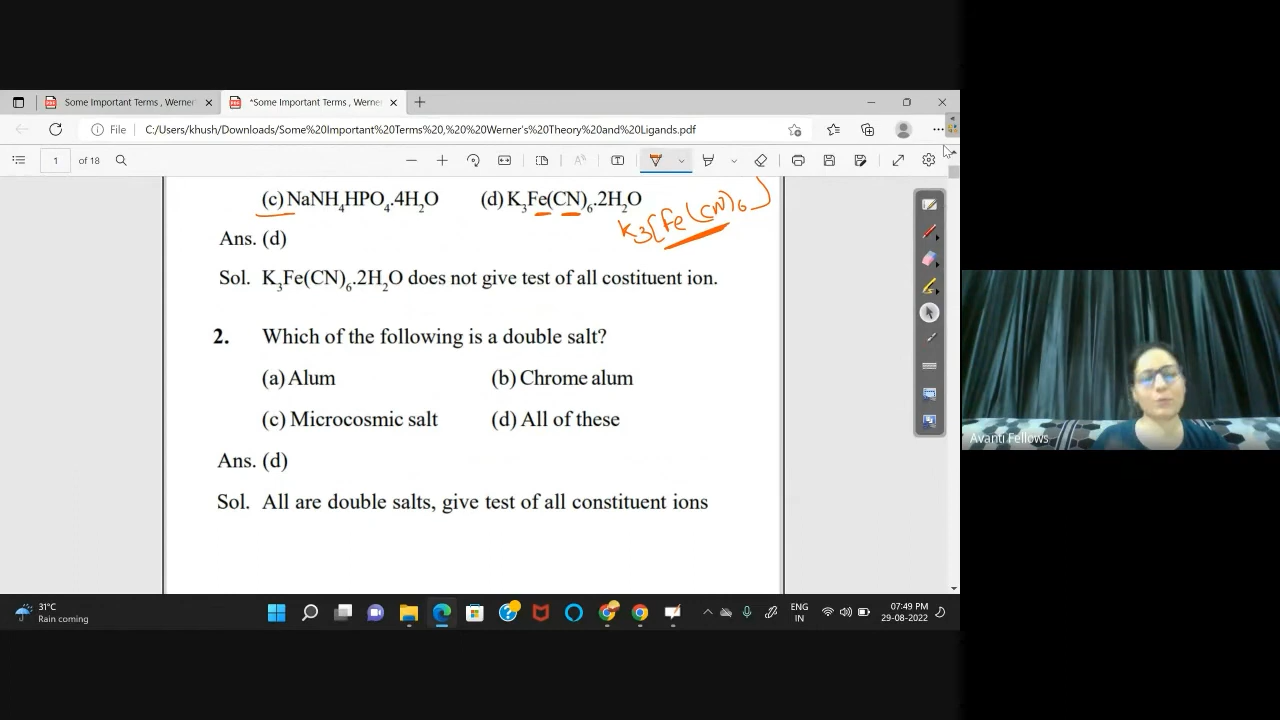 Some Important Terms , Werner
*Some Important Terms , Werner
File
C:/Users/khush/Downloads/Some%20Important%20Terms%20,%20%20Werner's%20Theory%20and%20Ligands.pdf
1 of 18
(c) NaNH₄HPO₄.4H₂O (d) K₃Fe(CN)₆.2H₂O
K₃[Fe(CN)₆]
Ans. (d)
Sol. K₃Fe(CN)₆.2H₂O does not give test of all costituent ion.
2. Which of the following is a double salt?
(a) Alum (b) Chrome alum
(c) Microcosmic salt (d) All of these
Ans. (d)
Sol. All are double salts, give test of all constituent ions
Avanti Fellows
31°C
Rain coming
ENG
IN
07:49 PM
29-08-2022